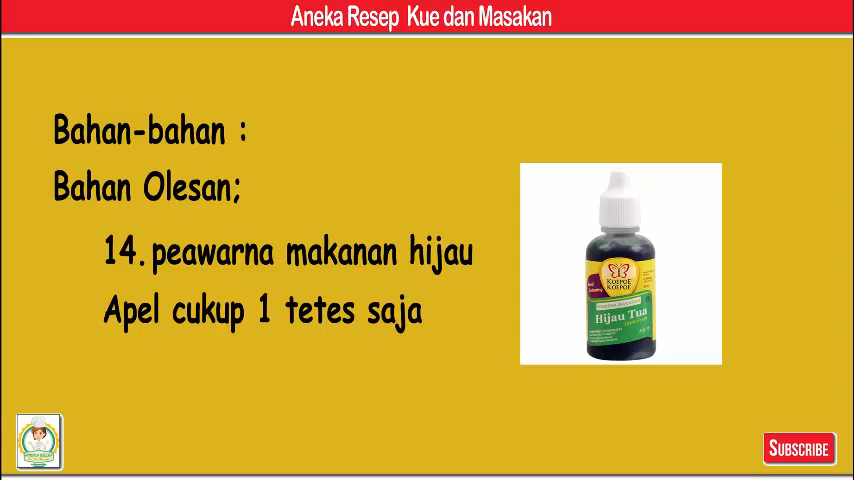 Aneka Resep Kue dan Masakan
Bahan-bahan :
Bahan Olesan;
14. peawarna makanan hijau
Apel cukup 1 tetes saja
KOEPOE
KOEPOE
Hijau Tua
SUBSCRIBE